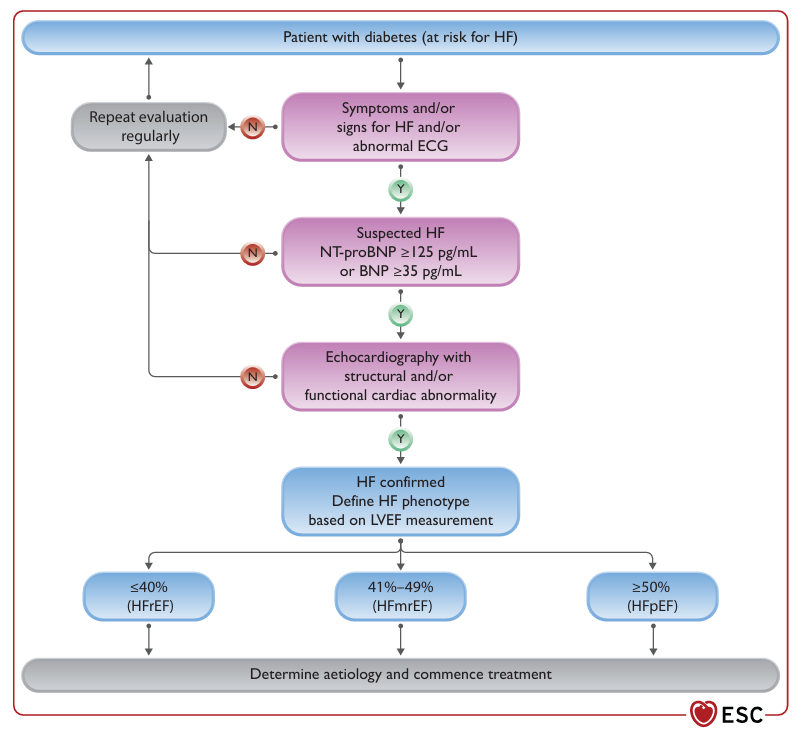 Patient with diabetes (at risk for HF)
Repeat evaluation
regularly
N
Symptoms and/or
signs for HF and/or
abnormal ECG
Y
N
Suspected HF
NT-proBNP ≥125 pg/mL
or BNP ≥35 pg/mL
Y
N
Echocardiography with
structural and/or
functional cardiac abnormality
Y
HF confirmed
Define HF phenotype
based on LVEF measurement
≤40%
(HFrEF)
41%–49%
(HFmrEF)
≥50%
(HFpEF)
Determine aetiology and commence treatment
ESC